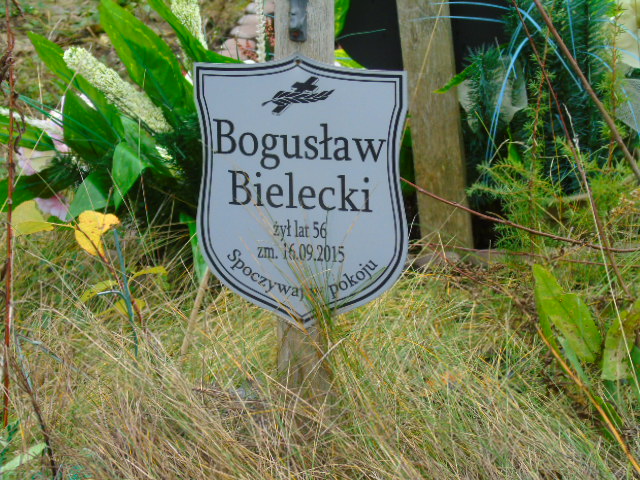 Bogusław
Bielecki
żył lat 56
zm. 16.09.2015
Spoczywaj w pokoju